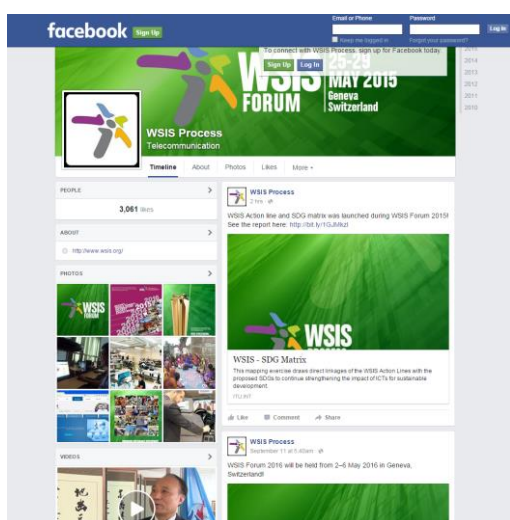 facebook
Sign Up
Email or Phone
Password
Log In
Keep me logged in
Forgot your password?
To connect with WSIS Process, sign up for Facebook today.
Sign Up
Log In
WSIS
FORUM
25-29
MAY 2015
Geneva
Switzerland
2014
2013
2012
2011
2010
WSIS Process
Telecommunication
Timeline
About
Photos
Likes
More
PEOPLE
3,061 likes
ABOUT
http://www.wsis.org/
PHOTOS
WSIS
FORUM
VIDEOS
WSIS Process
2 hrs
WSIS Action line and SDG matrix was launched during WSIS Forum 2015!
See the report here:
WSIS
WSIS - SDG Matrix
This mapping exercise draws direct linkages of the WSIS Action Lines with the
proposed SDGs to continue strengthening the impact of ICTs for sustainable
development.
ITU.INT
Like
Comment
Share
WSIS Process
September 11 at 5:40am
WSIS Forum 2016 will be held from 2–6 May 2016 in Geneva,
Switzerland!